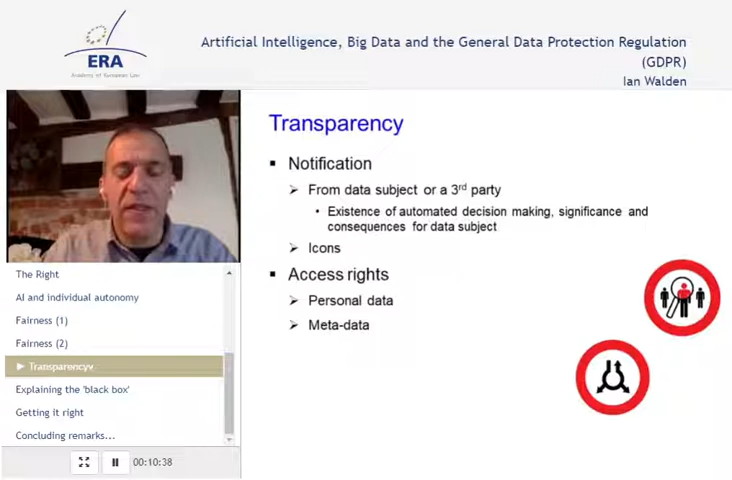 ERA
Academy of European Law
Artificial Intelligence, Big Data and the General Data Protection Regulation
(GDPR)
Ian Walden
Transparency
Notification
From data subject or a 3rd party
Existence of automated decision making, significance and
consequences for data subject
Icons
Access rights
Personal data
Meta-data
The Right
AI and individual autonomy
Fairness (1)
Fairness (2)
Transparencyv
Explaining the 'black box'
Getting it right
Concluding remarks...
00:10:38